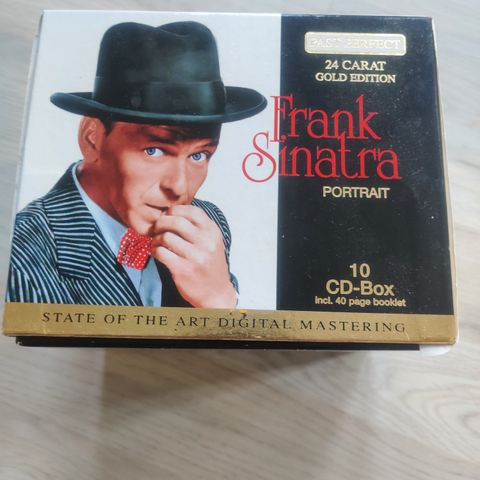 PAST PERFECT
24 CARAT
GOLD EDITION
Frank
Sinatra
PORTRAIT
10
CD-Box
Incl. 40 page booklet
STATE OF THE ART DIGITAL MASTERING